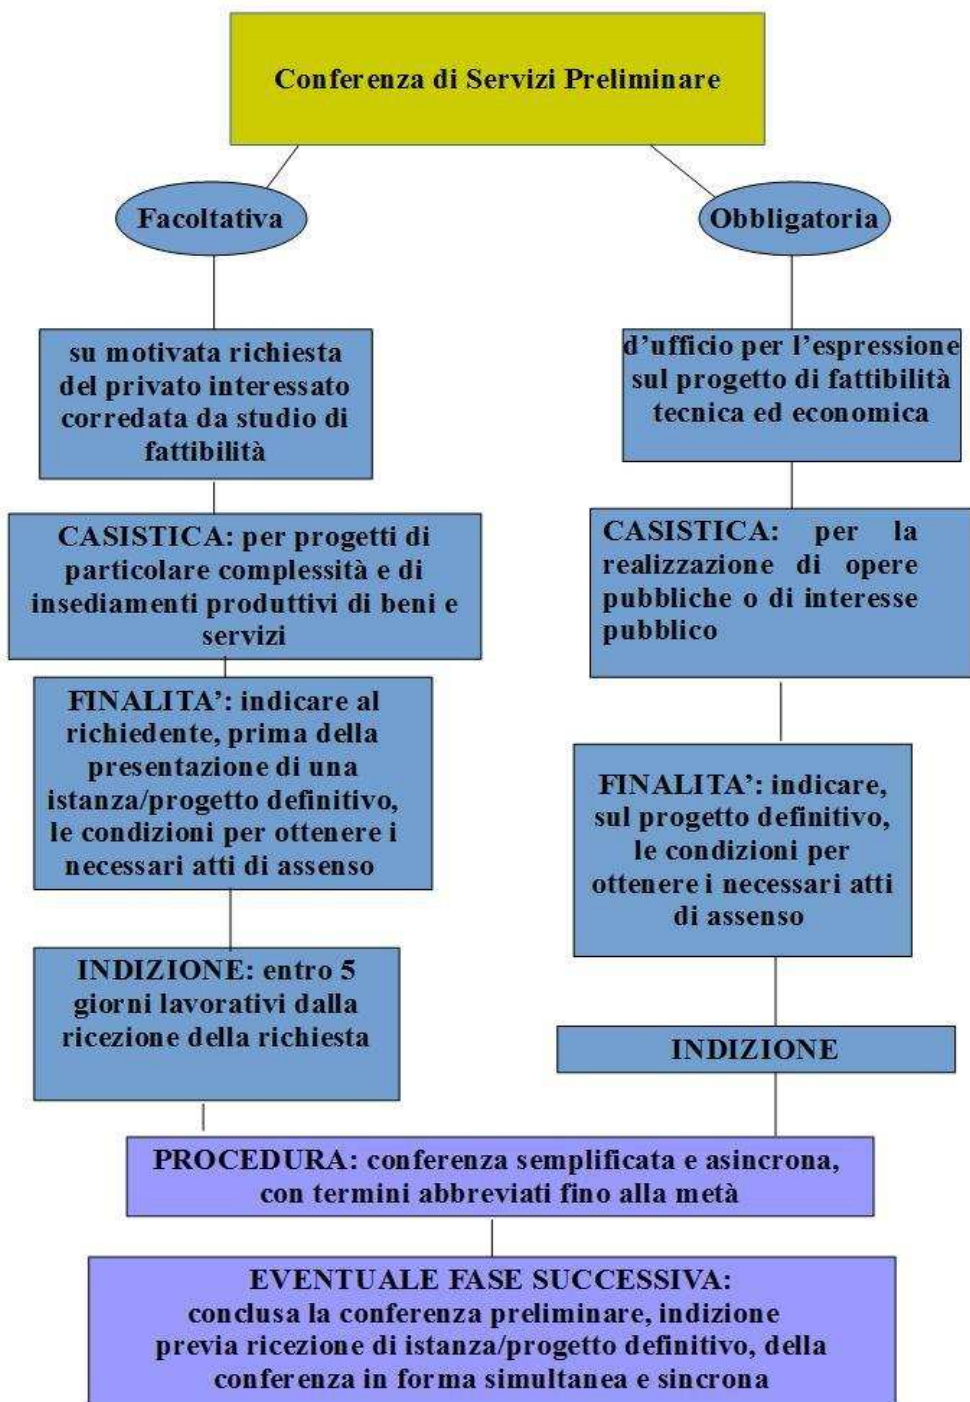 Conferenza di Servizi Preliminare
Facoltativa
Obbligatoria
su motivata richiesta
del privato interessato
corredata da studio di
fattibilità
d'ufficio per l'espressione
sul progetto di fattibilità
tecnica ed economica
CASISTICA: per progetti di
particolare complessità e di
insediamenti produttivi di beni e
servizi
CASISTICA: per la
realizzazione di opere
pubbliche o di interesse
pubblico
FINALITA': indicare al
richiedente, prima della
presentazione di una
istanza/progetto definitivo,
le condizioni per ottenere i
necessari atti di assenso
FINALITA': indicare,
sul progetto definitivo,
le condizioni per
ottenere i necessari atti
di assenso
INDIZIONE: entro 5
giorni lavorativi dalla
ricezione della richiesta
INDIZIONE
PROCEDURA: conferenza semplificata e asincrona,
con termini abbreviati fino alla metà
EVENTUALE FASE SUCCESSIVA:
conclusa la conferenza preliminare, indizione
previa ricezione di istanza/progetto definitivo, della
conferenza in forma simultanea e sincrona